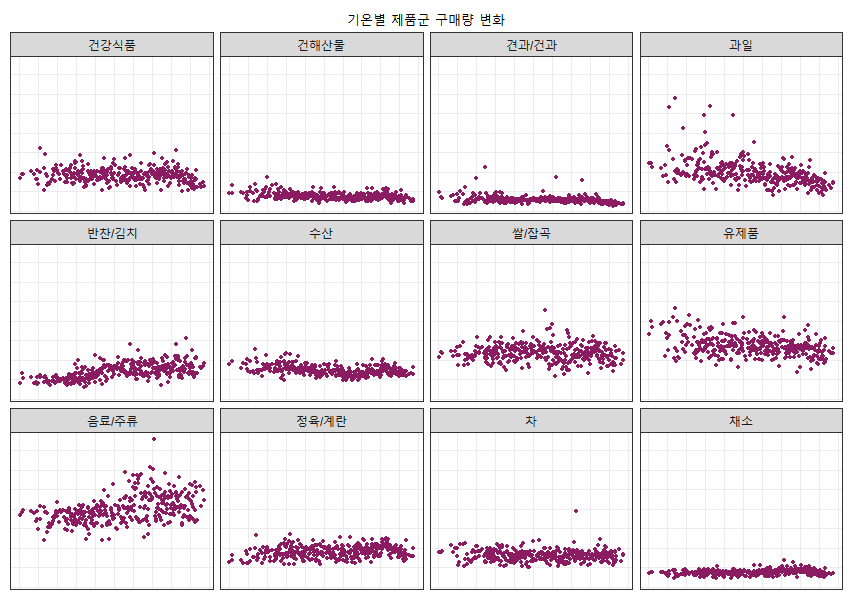 기온별 제품군 구매량 변화
건강식품
건해산물
견과/건과
과일
반찬/김치
수산
쌀/잡곡
유제품
음료/주류
정육/계란
차
채소